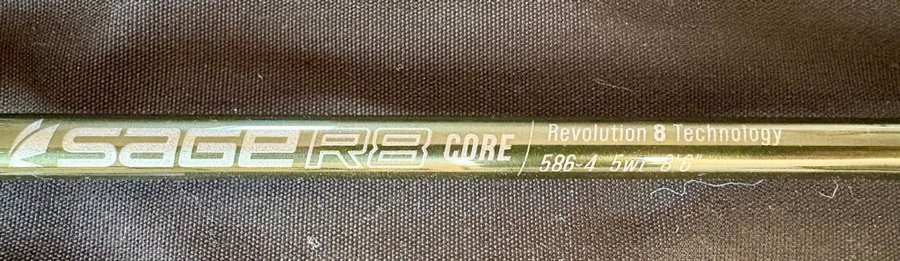 SaGE R8 CORE
Revolution 8 Technology
586-4 5wt 8'6"